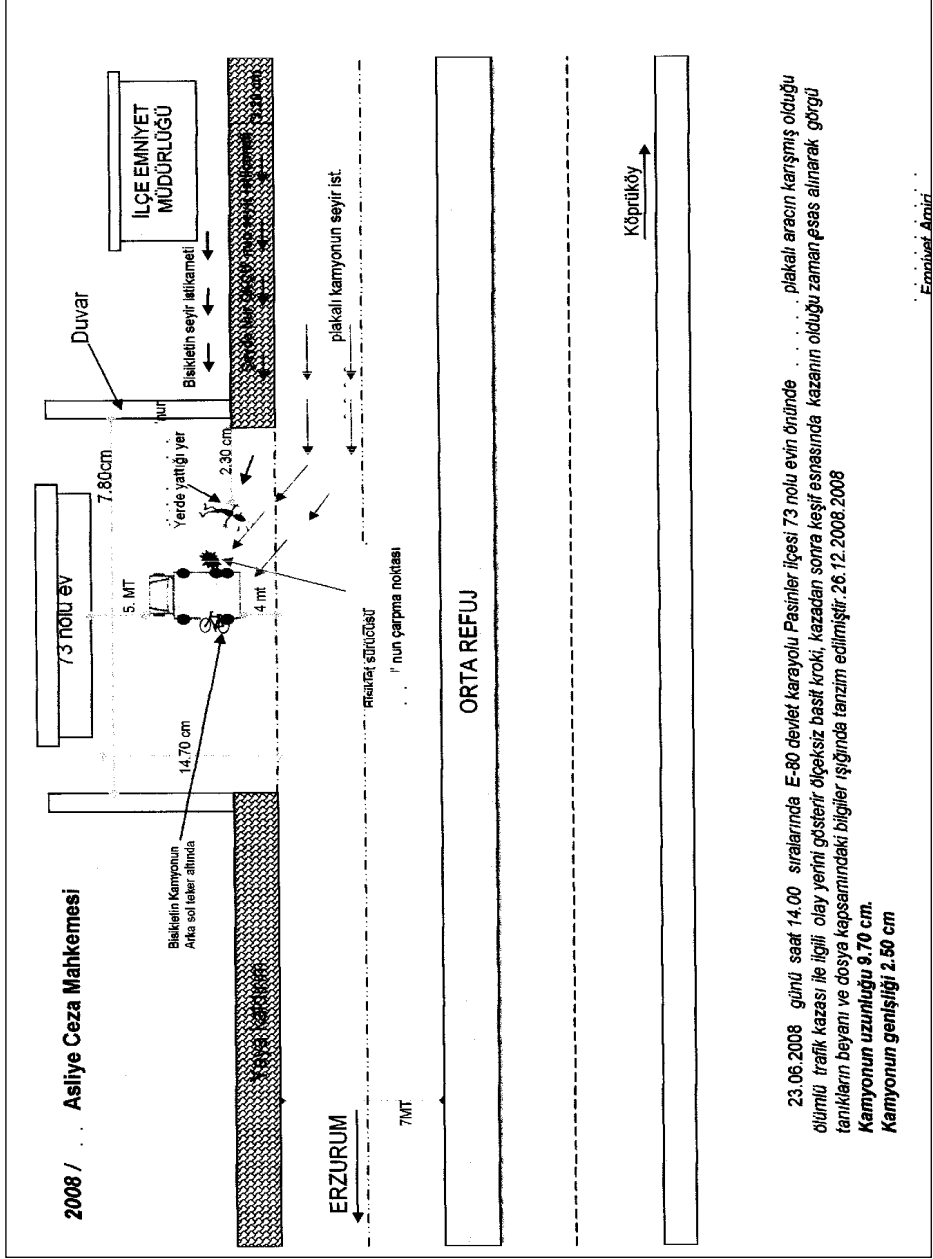 2008 / . . Asliye Ceza Mahkemesi
73 nolu ev
İLÇE EMNİYET
MÜDÜRLÜĞÜ
Duvar
7.80cm
5. MT
14.70 cm
Yerde yattığı yer
'nun
2.30 cm
4 mt
Bisikletin seyir istikameti
Bisikletin Kamyonun
Arka sol teker altında
Yaya kaldırım
plakalı kamyonun seyir ist.
Bisiklet sürücüsü
' nun çarpma noktası
ERZURUM
7MT
ORTA REFUJ
Köprüköy
23.06.2008 günü saat 14.00 sıralarında E-80 devlet karayolu Pasinler ilçesi 73 nolu evin önünde . . . . . . plakalı aracın karışmış olduğu
ölümlü trafik kazası ile ilgili olay yerini gösterir ölçeksiz basit kroki, kazadan sonra keşif esnasında kazanın olduğu zaman esas alınarak görgü
tanıkların beyanı ve dosya kapsamındaki bilgiler ışığında tanzim edilmiştir. 26.12.2008.2008
Kamyonun uzunluğu 9.70 cm.
Kamyonun genişliği 2.50 cm
Emniyet Amiri